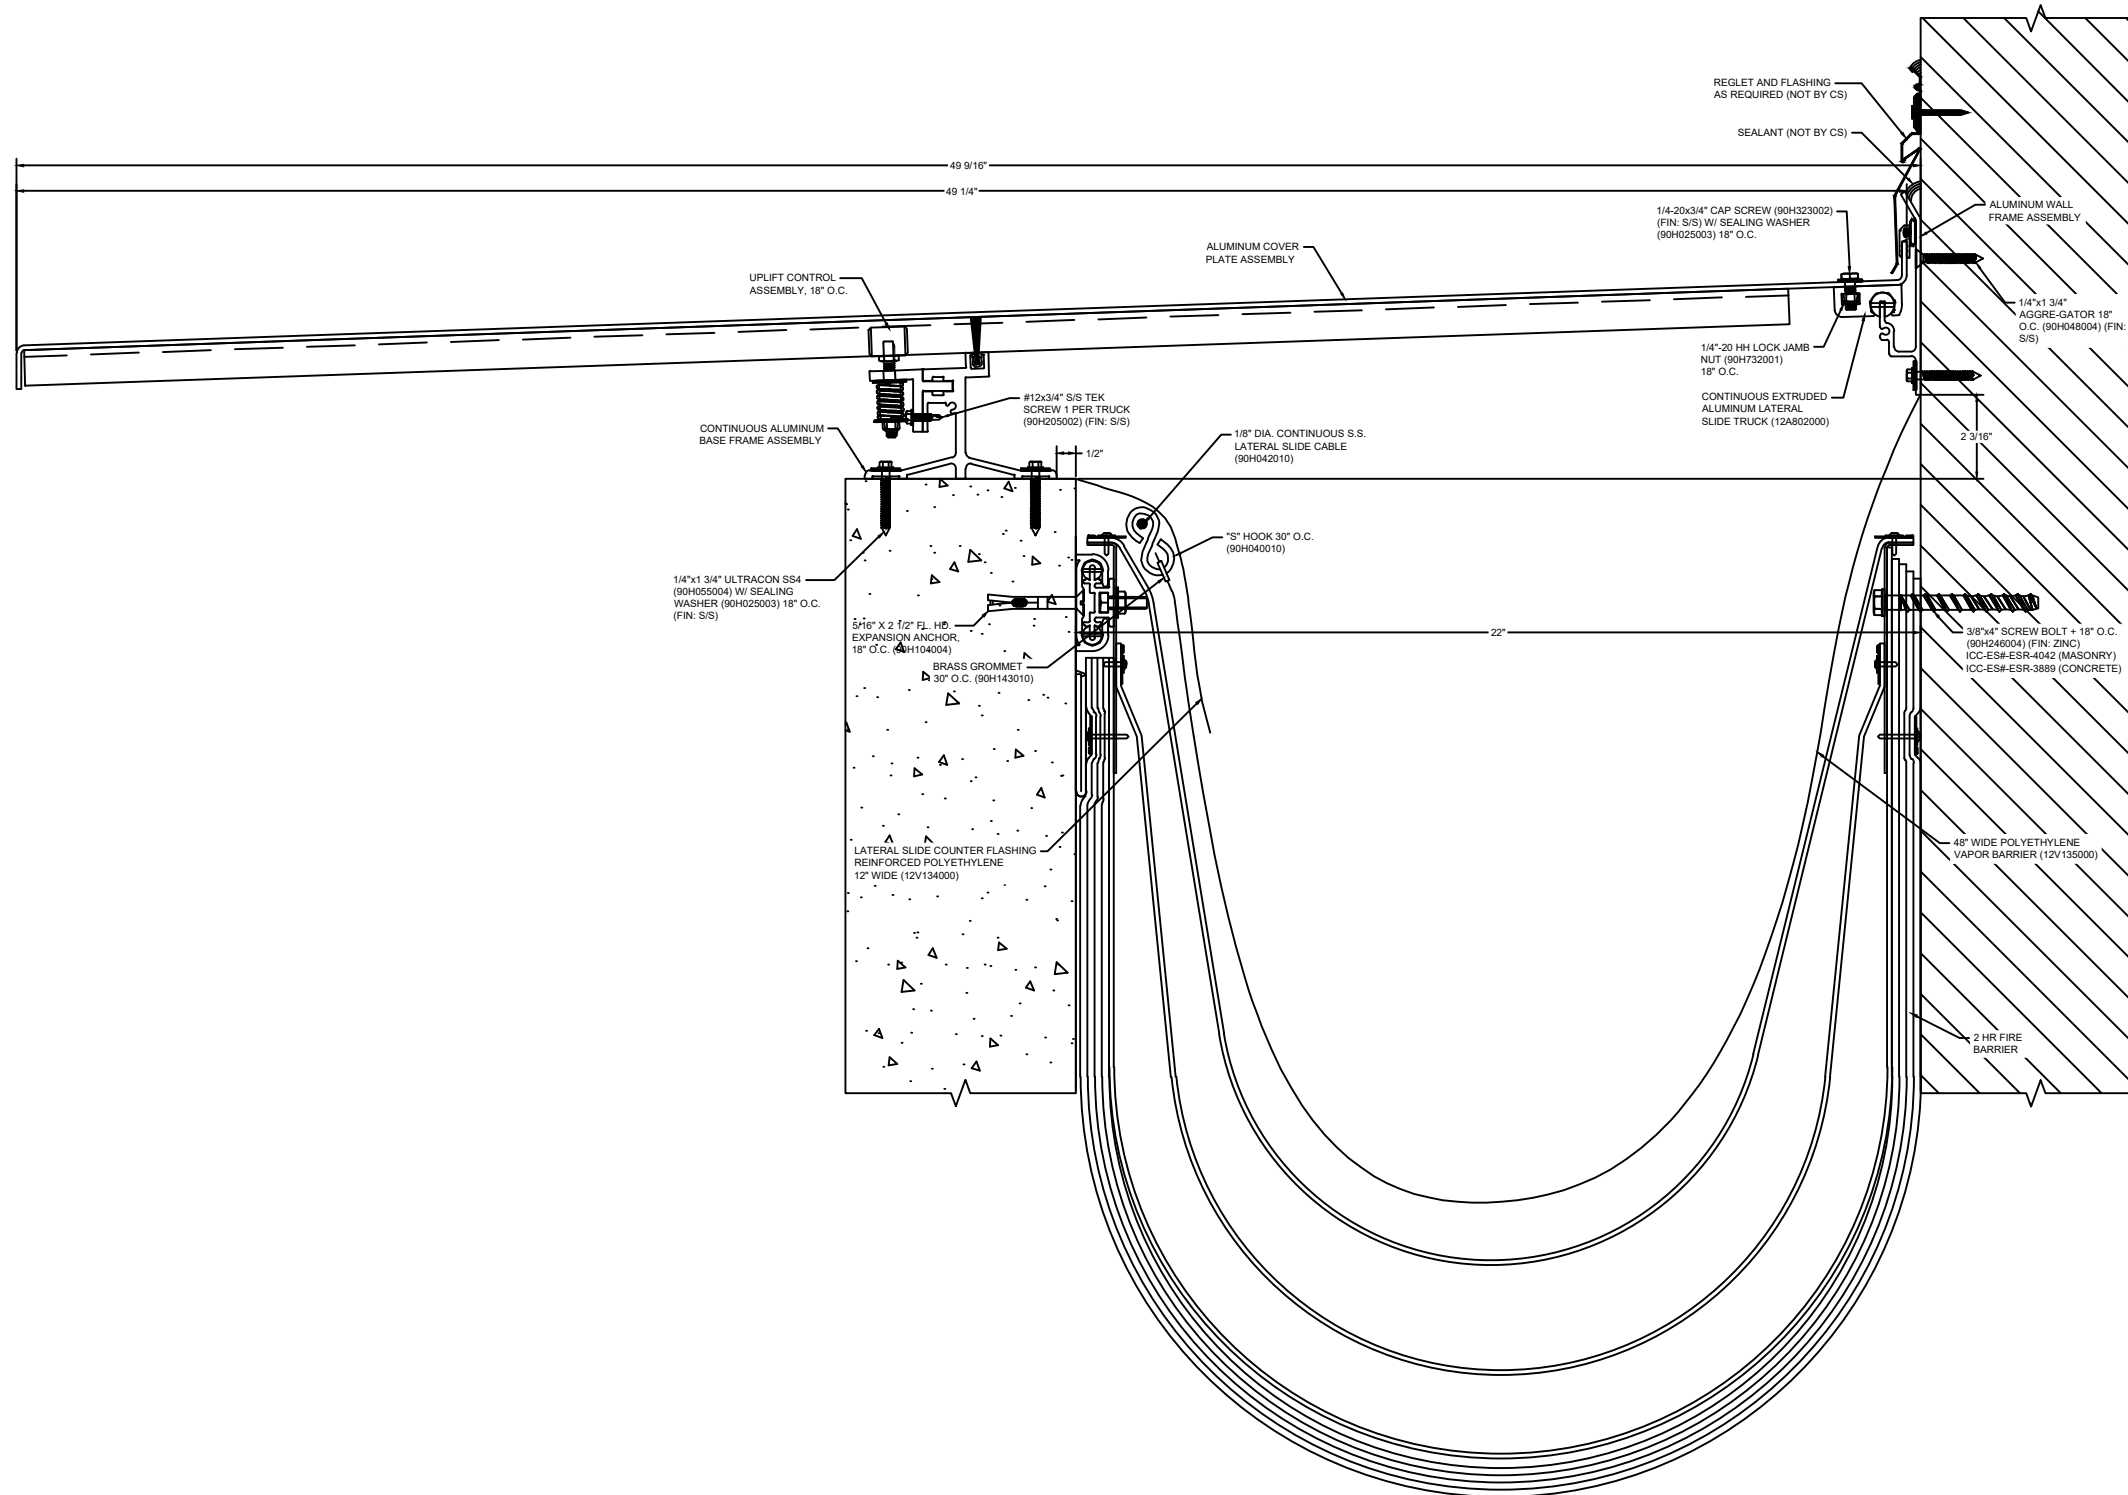 REGLET AND FLASHING
AS REQUIRED (NOT BY CS)
SEALANT (NOT BY CS)
49 9/16"
49 1/4"
1/4-20x3/4" CAP SCREW (90H323002)
(FIN: S/S) W/ SEALING WASHER
(90H025003) 18" O.C.
ALUMINUM WALL
FRAME ASSEMBLY
ALUMINUM COVER
PLATE ASSEMBLY
UPLIFT CONTROL
ASSEMBLY, 18" O.C.
1/4"x1 3/4"
AGGRE-GATOR 18"
O.C. (90H048004) (FIN:
S/S)
1/4"-20 HH LOCK JAMB
NUT (90H732001)
18" O.C.
CONTINUOUS EXTRUDED
ALUMINUM LATERAL
SLIDE TRUCK (12A802000)
#12x3/4" S/S TEK
SCREW 1 PER TRUCK
(90H205002) (FIN: S/S)
CONTINUOUS ALUMINUM
BASE FRAME ASSEMBLY
1/2"
1/8" DIA. CONTINUOUS S.S.
LATERAL SLIDE CABLE
(90H042010)
2 3/16"
"S" HOOK 30" O.C.
(90H040010)
1/4"x1 3/4" ULTRACON SS4
(90H055004) W/ SEALING
WASHER (90H025003) 18" O.C.
(FIN: S/S)
5/16" X 2 1/2" FL. HD.
EXPANSION ANCHOR,
18" O.C. (90H104004)
BRASS GROMMET
30" O.C. (90H143010)
22"
3/8"x4" SCREW BOLT + 18" O.C.
(90H246004) (FIN: ZINC)
ICC-ES#-ESR-4042 (MASONRY)
ICC-ES#-ESR-3889 (CONCRETE)
LATERAL SLIDE COUNTER FLASHING
REINFORCED POLYETHYLENE
12" WIDE (12V134000)
48" WIDE POLYETHYLENE
VAPOR BARRIER (12V135000)
2 HR FIRE
BARRIER